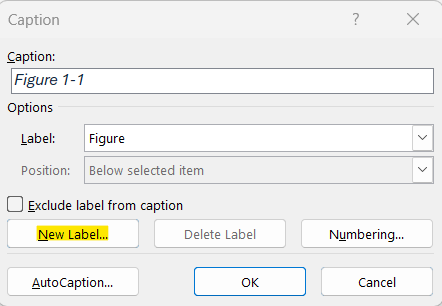 Caption ?
Caption:
Figure 1-1
Options
Label: Figure
Position: Below selected item
Exclude label from caption
New Label... Delete Label Numbering...
AutoCaption... OK Cancel